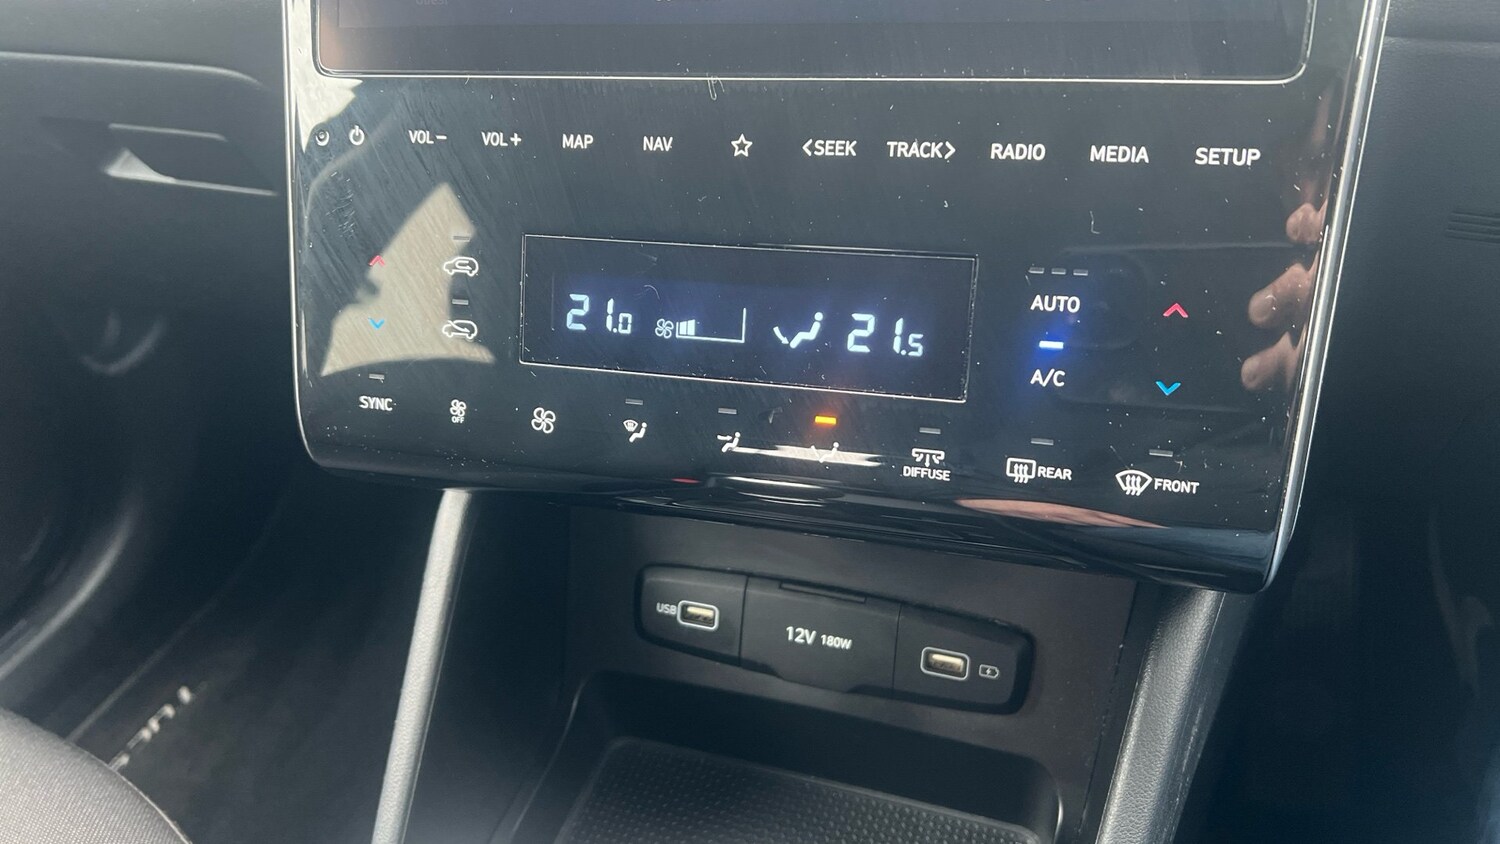 VOL− VOL+ MAP NAV <SEEK TRACK> RADIO MEDIA SETUP
AUTO
21.0 21.5
A/C
SYNC
OFF
DIFFUSE
REAR
FRONT
USB
12V 180W